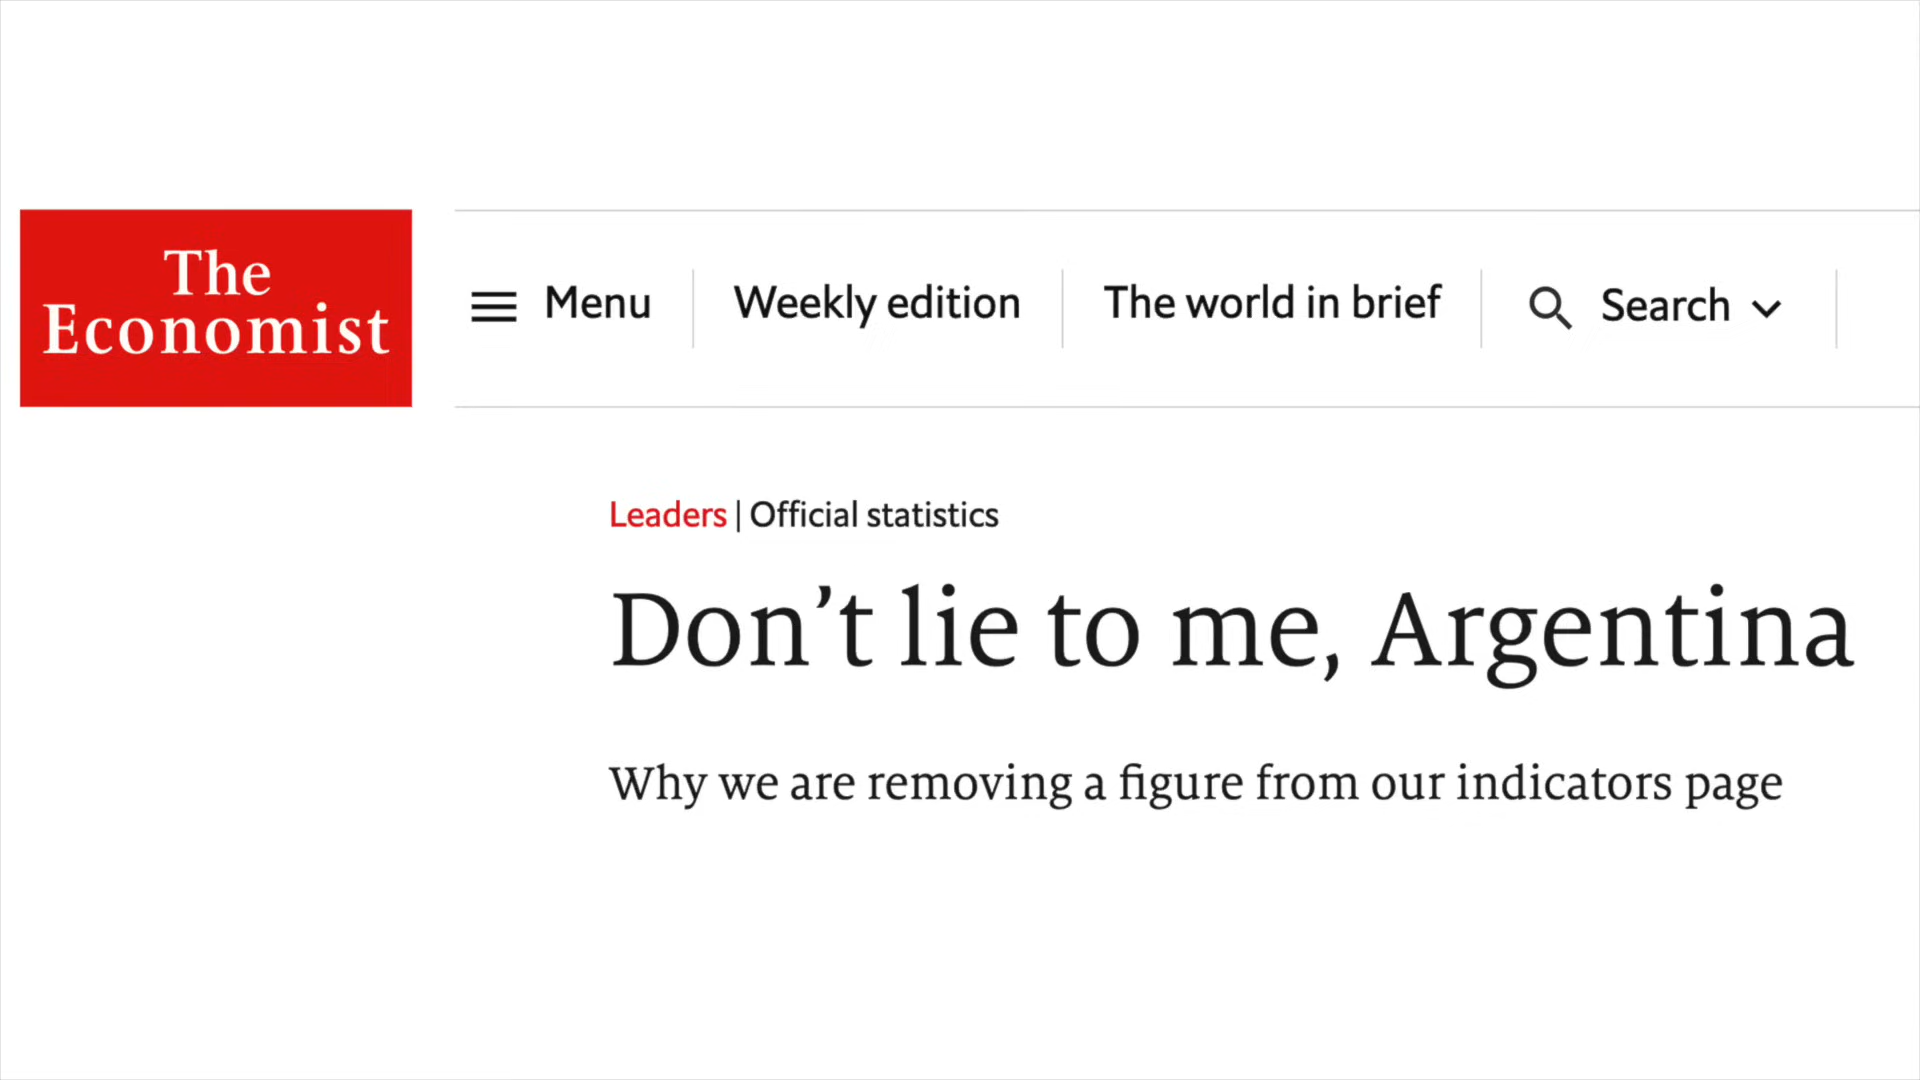 The
Economist
Menu
Weekly edition
The world in brief
Search
Leaders | Official statistics
Don’t lie to me, Argentina
Why we are removing a figure from our indicators page